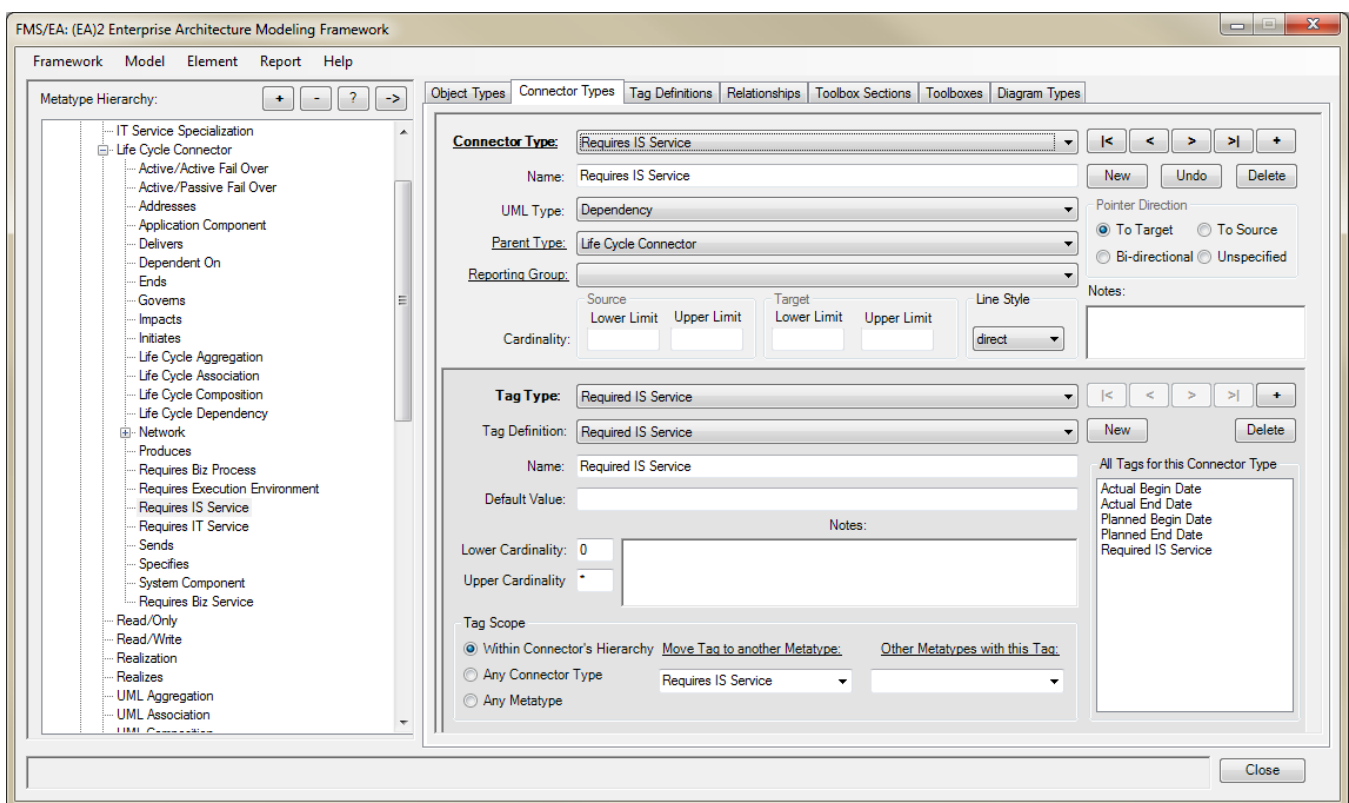 FMS/EA: (EA)2 Enterprise Architecture Modeling Framework
Framework Model Element Report Help
Metatype Hierarchy: + - ? ->
IT Service Specialization
Life Cycle Connector
Active/Active Fail Over
Active/Passive Fail Over
Addresses
Application Component
Delivers
Dependent On
Ends
Governs
Impacts
Initiates
Life Cycle Aggregation
Life Cycle Association
Life Cycle Composition
Life Cycle Dependency
Network
Produces
Requires Biz Process
Requires Execution Environment
Requires IS Service
Requires IT Service
Sends
Specifies
System Component
Requires Biz Service
Read/Only
Read/Write
Realization
Realizes
UML Aggregation
UML Association
UML Composition
Object Types Connector Types Tag Definitions Relationships Toolbox Sections Toolboxes Diagram Types
Connector Type: Requires IS Service |< < > >| +
Name: Requires IS Service New Undo Delete
UML Type: Dependency
Parent Type: Life Cycle Connector
Reporting Group:
Pointer Direction
To Target To Source
Bi-directional Unspecified
Source Target Line Style
Lower Limit Upper Limit Lower Limit Upper Limit
Cardinality: direct
Notes:
Tag Type: Required IS Service |< < > >| +
Tag Definition: Required IS Service New Delete
Name: Required IS Service
Default Value:
Notes:
Lower Cardinality: 0
Upper Cardinality *
All Tags for this Connector Type
Actual Begin Date
Actual End Date
Planned Begin Date
Planned End Date
Required IS Service
Tag Scope
Within Connector's Hierarchy Move Tag to another Metatype: Other Metatypes with this Tag:
Any Connector Type Requires IS Service
Any Metatype
Close